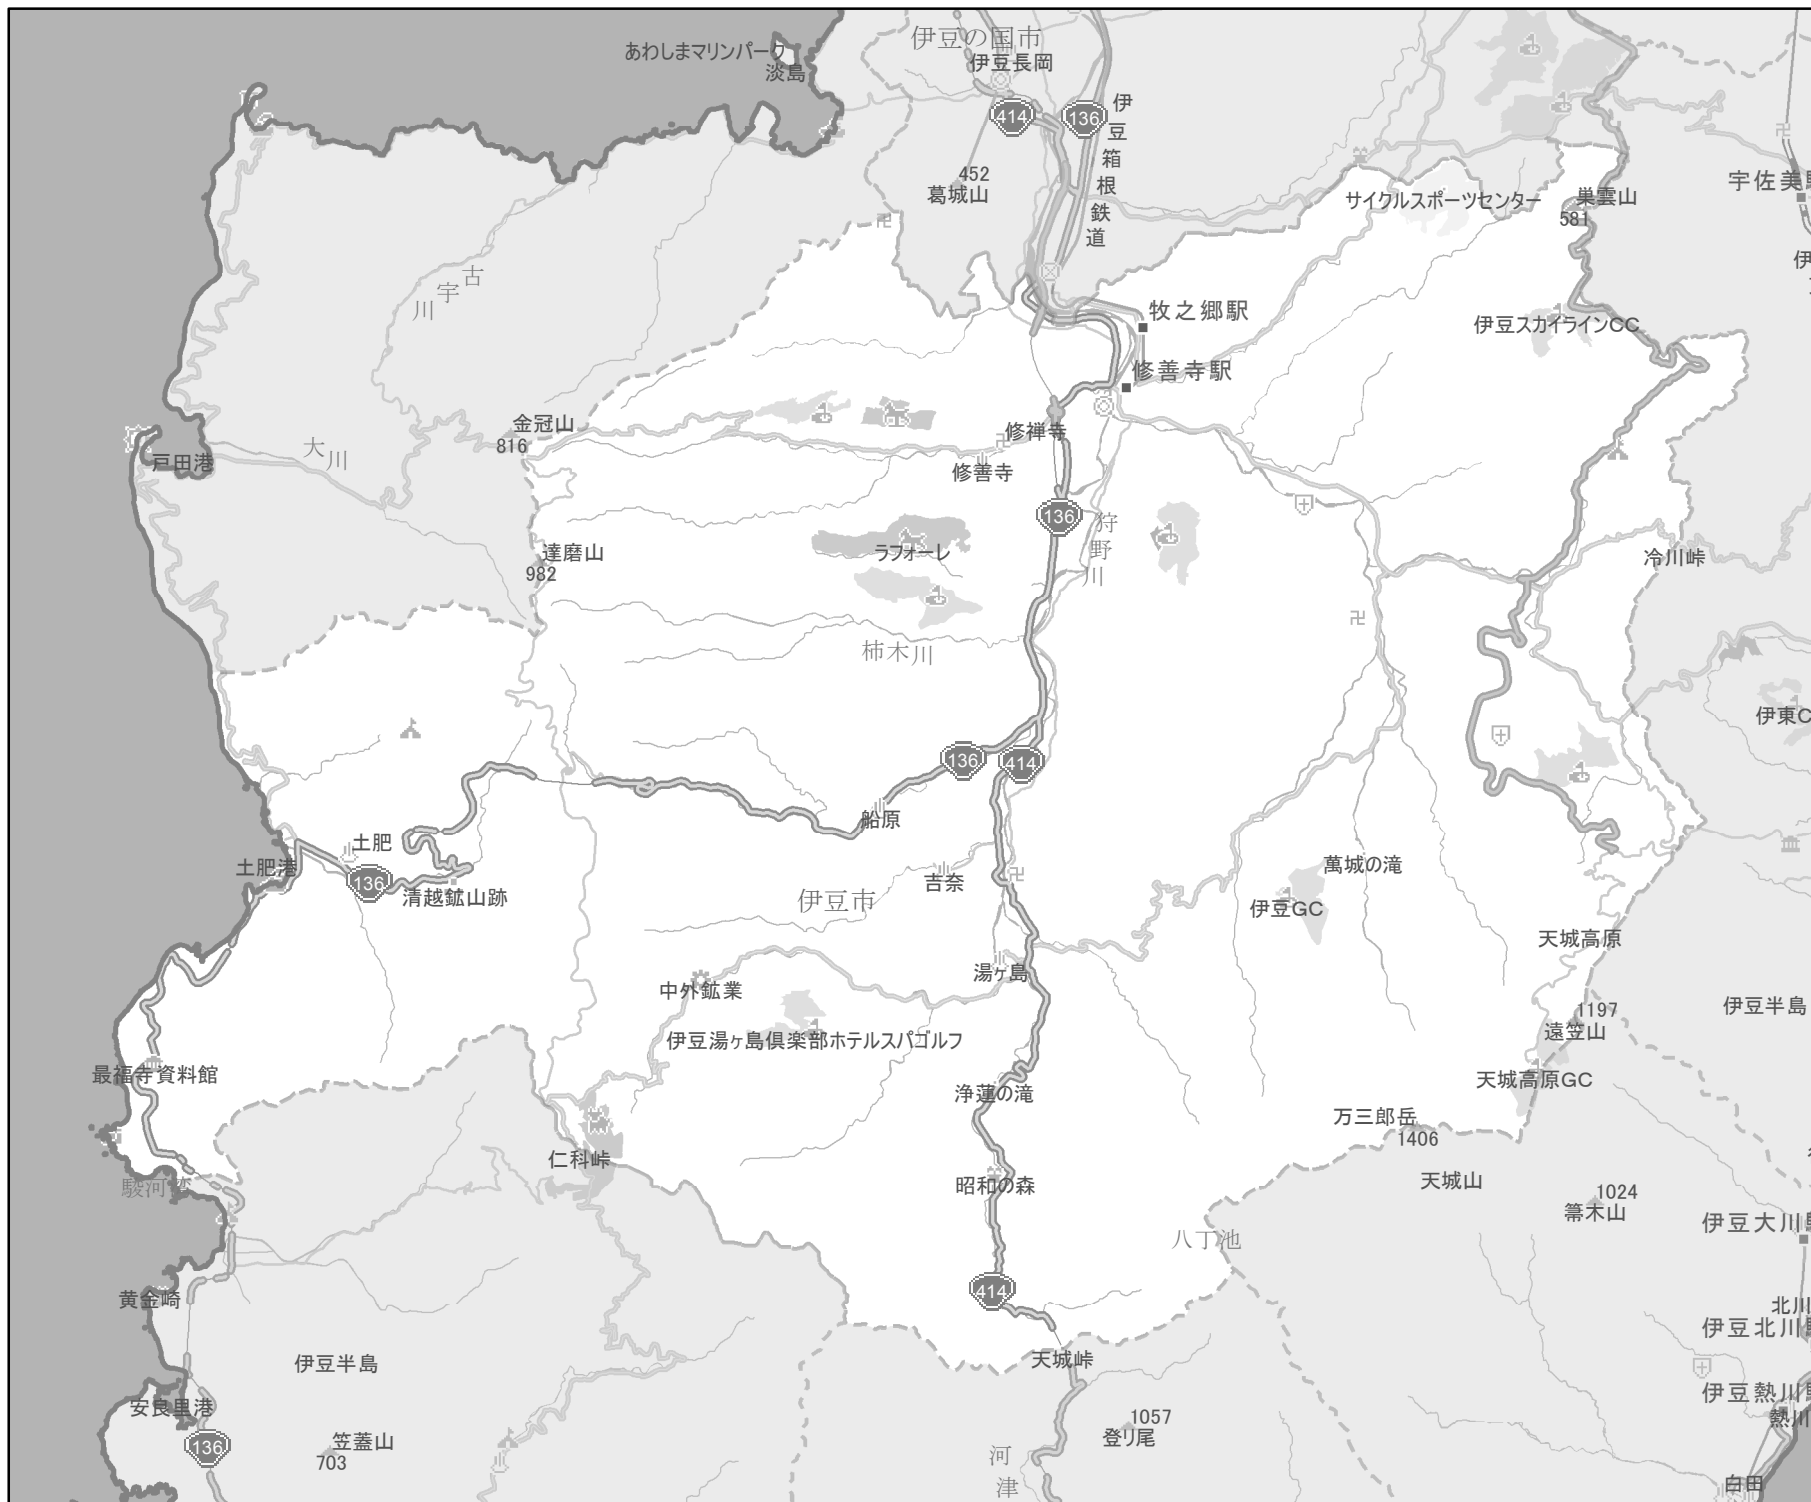 伊豆の国市
あわしまマリンパーク
淡島
伊豆長岡
414
136
伊豆箱根鉄道
452
葛城山
サイクルスポーツセンター
巣雲山
581
宇佐美
伊
古宇川
牧之郷駅
伊豆スカイラインCC
修善寺駅
金冠山
816
大川
戸田港
修禅寺
修善寺
136
狩野川
達磨山
982
ラフォーレ
冷川峠
柿木川
伊東C
136
414
船原
土肥
土肥港
136
清越鉱山跡
吉奈
伊豆市
萬城の滝
伊豆GC
天城高原
湯ヶ島
中外鉱業
伊豆半島
1197
遠笠山
伊豆湯ヶ島倶楽部ホテルスパゴルフ
最福寺資料館
天城高原GC
浄蓮の滝
万三郎岳
1406
仁科峠
昭和の森
天城山
駿河湾
1024
箒木山
伊豆大川
八丁池
黄金崎
414
北川
伊豆北川
伊豆半島
天城峠
伊豆熱川
熱川
安良里港
136
笠蓋山
703
1057
登り尾
河津
白田